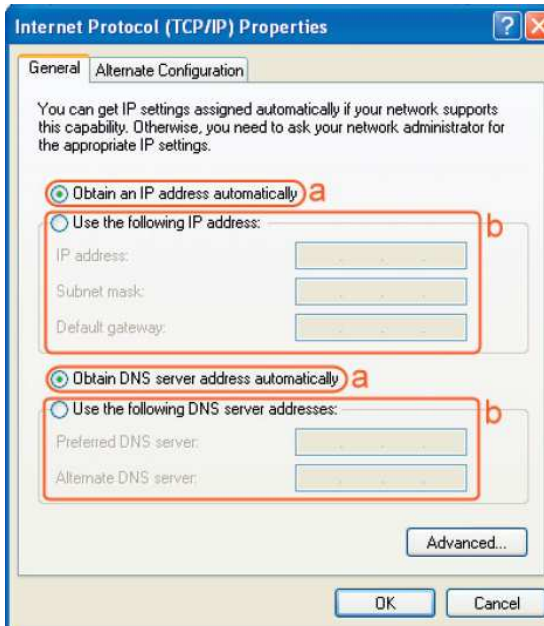 Internet Protocol (TCP/IP) Properties
General
Alternate Configuration
You can get IP settings assigned automatically if your network supports
this capability. Otherwise, you need to ask your network administrator for
the appropriate IP settings.
Obtain an IP address automatically a
Use the following IP address: b
IP address:
Subnet mask:
Default gateway:
Obtain DNS server address automatically a
Use the following DNS server addresses: b
Preferred DNS server:
Alternate DNS server:
Advanced...
OK
Cancel